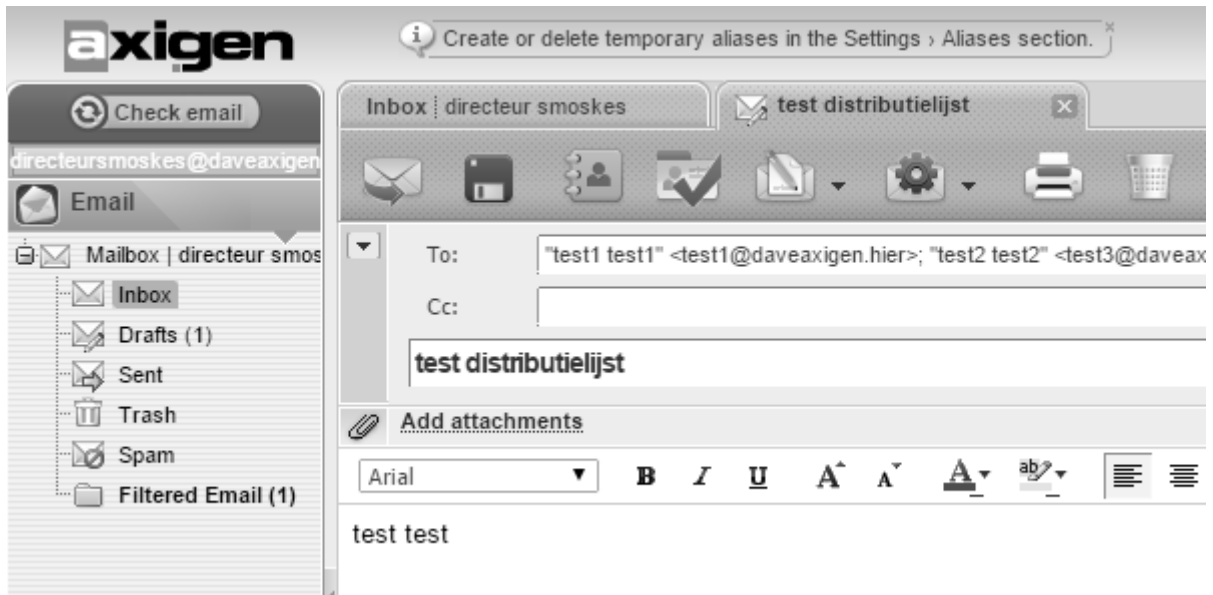 axigen
Create or delete temporary aliases in the Settings › Aliases section.
Check email
directeursmoskes@daveaxigen
Email
Mailbox | directeur smos
Inbox
Drafts (1)
Sent
Trash
Spam
Filtered Email (1)
Inbox directeur smoskes
test distributielijst
To: "test1 test1" <test1@daveaxigen.hier>; "test2 test2" <test3@daveax
Cc:
test distributielijst
Add attachments
Arial B I U A A A ab
test test